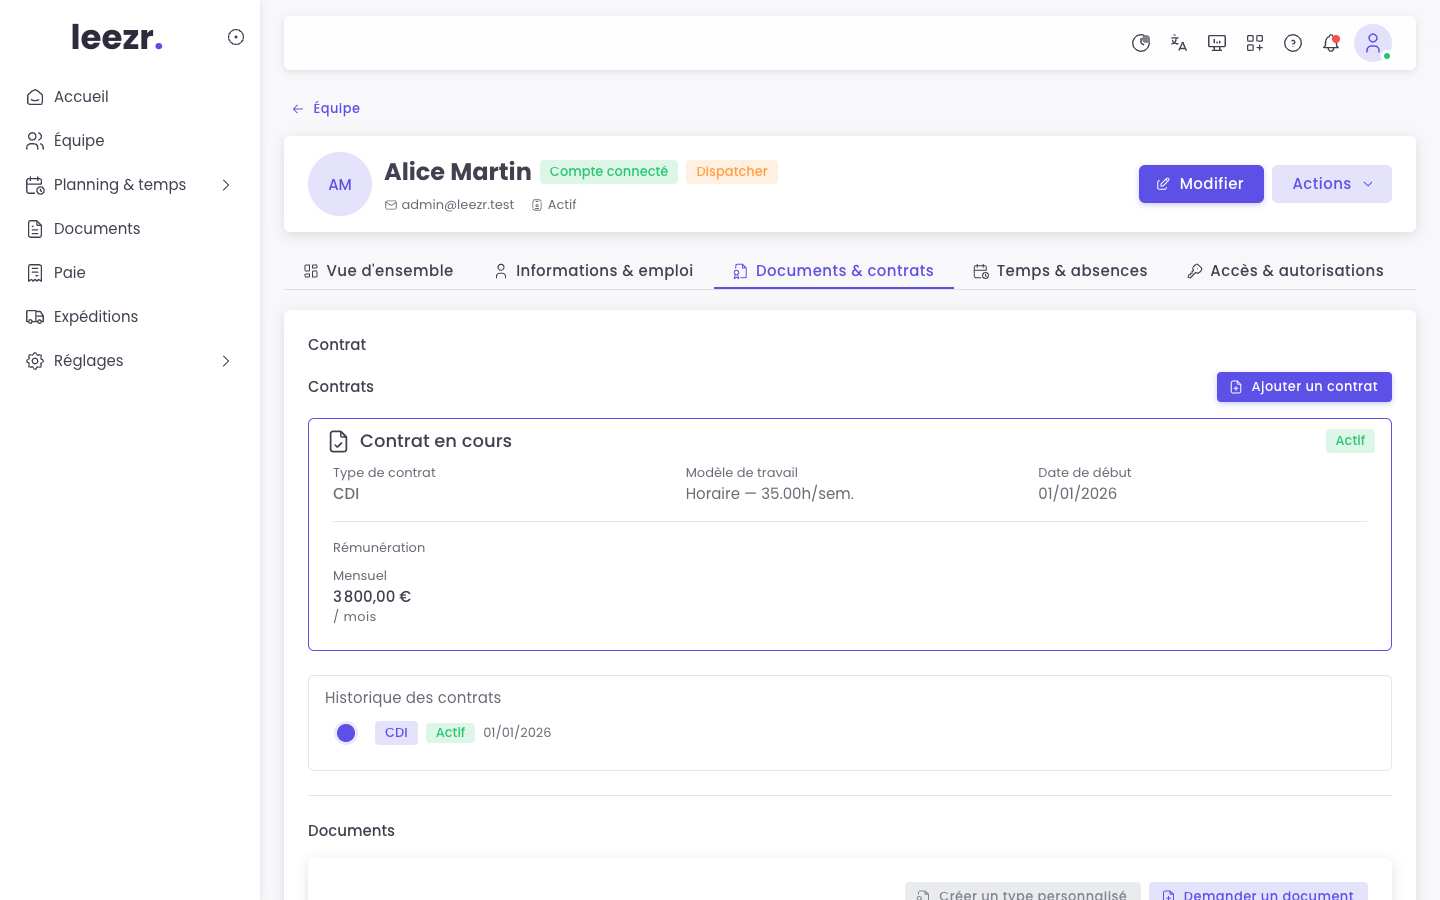 leezr.
Accueil
Équipe
Planning & temps
Documents
Paie
Expéditions
Réglages
Équipe
AM
Alice Martin
Compte connecté
Dispatcher
admin@leezr.test
Actif
Modifier
Actions
Vue d'ensemble
Informations & emploi
Documents & contrats
Temps & absences
Accès & autorisations
Contrat
Contrats
Ajouter un contrat
Contrat en cours
Actif
Type de contrat
Modèle de travail
Date de début
CDI
Horaire — 35.00h/sem.
01/01/2026
Rémunération
Mensuel
3 800,00 €
/ mois
Historique des contrats
CDI
Actif
01/01/2026
Documents
Créer un type personnalisé
Demander un document